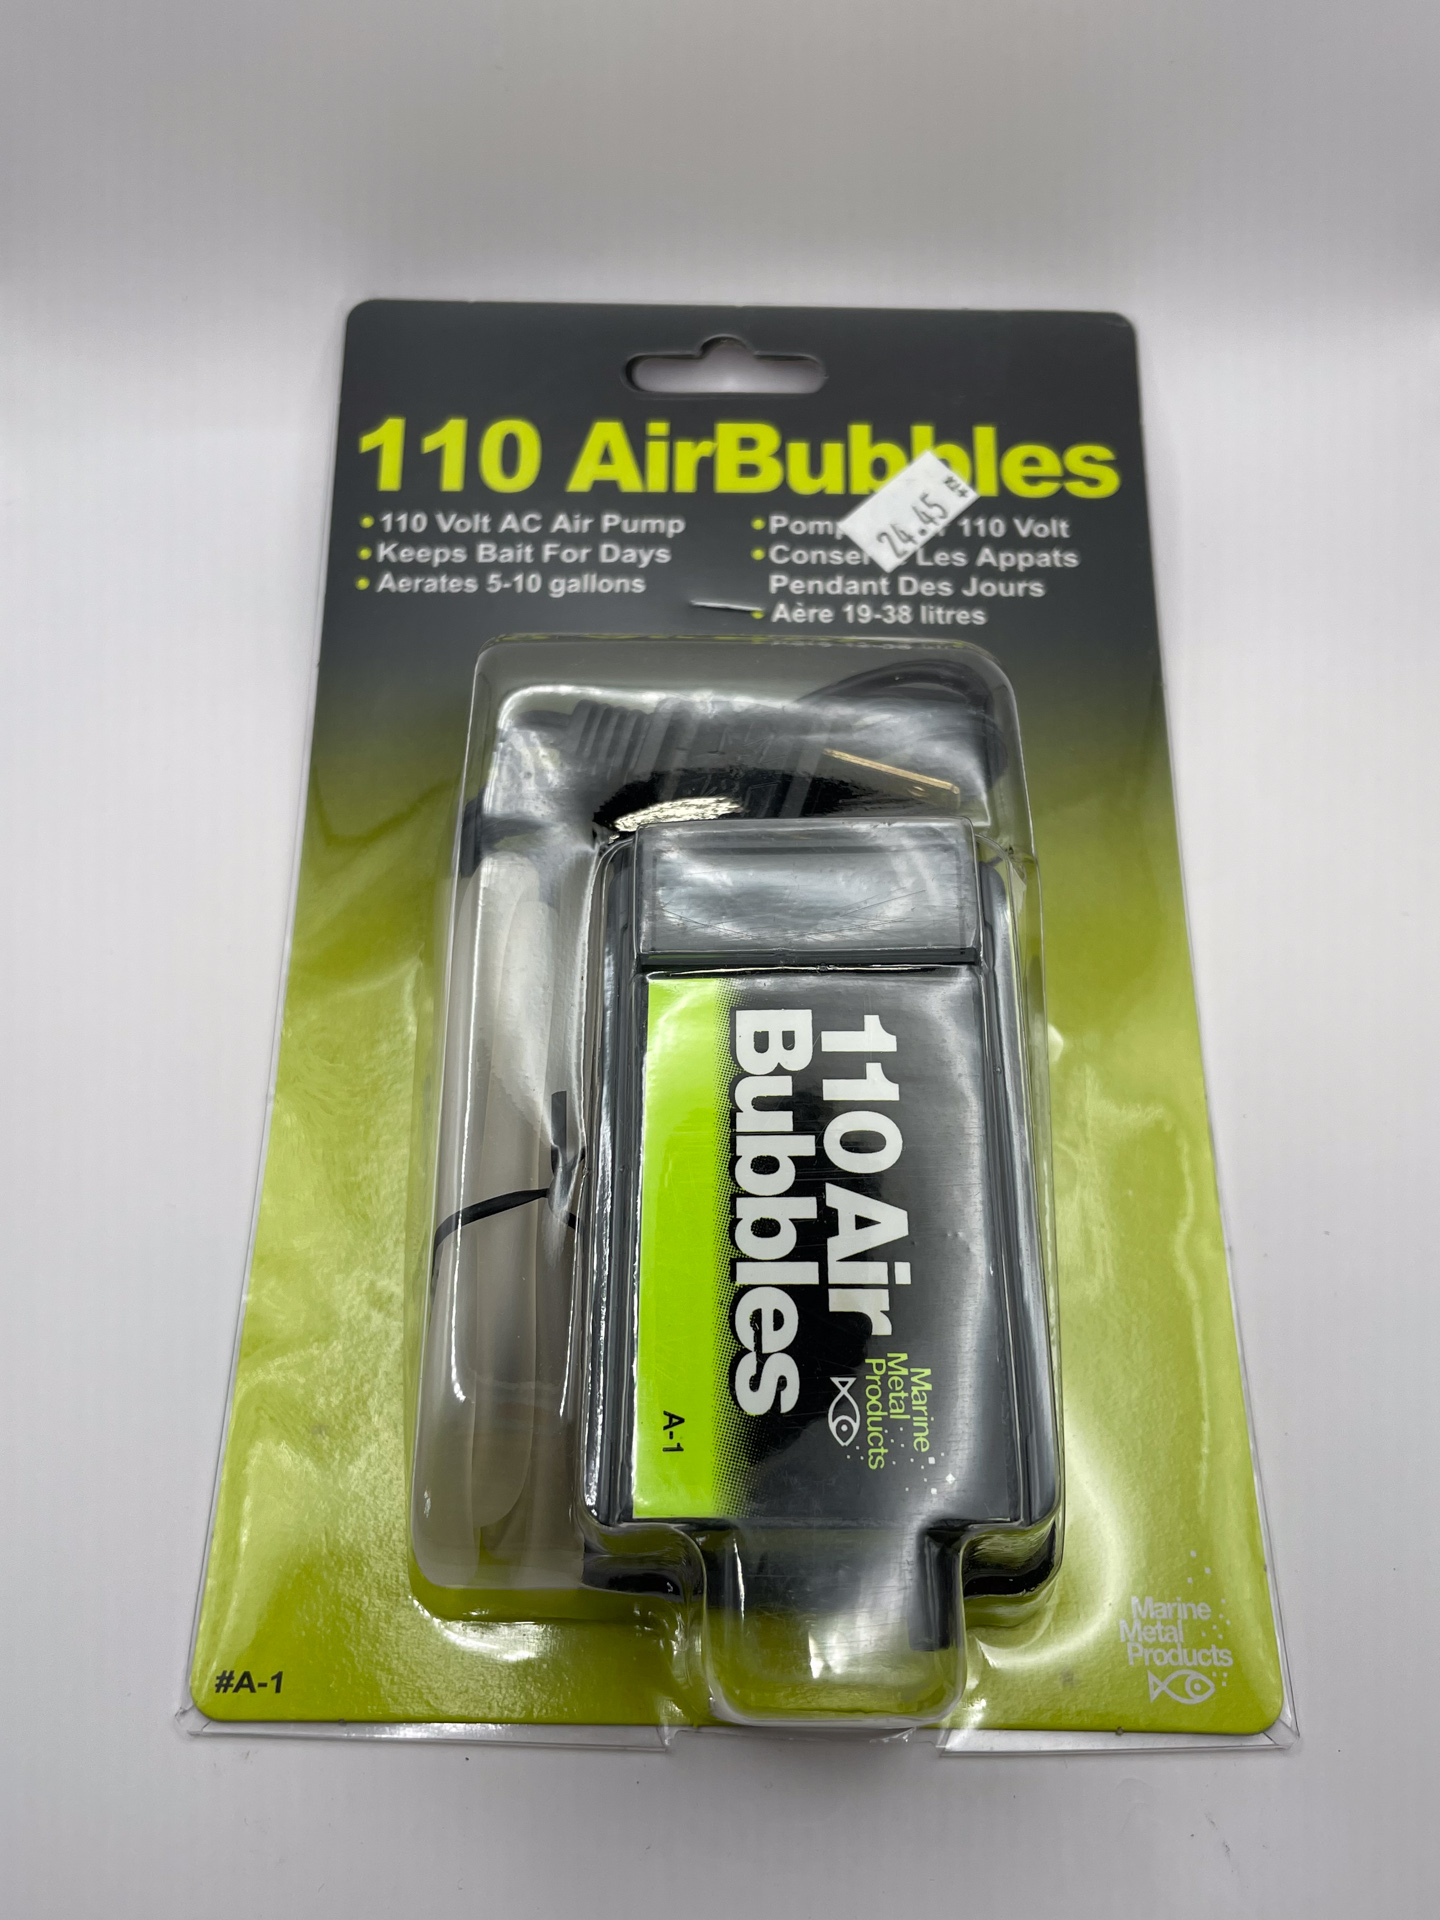 110 AirBubbles
24.45
• 110 Volt AC Air Pump
• Keeps Bait For Days
• Aerates 5-10 gallons
• 110 Volt
• Les Appats
Pendant Des Jours
• Aère 19-38 litres
110 Air
Bubbles
Marine
Metal
Products
A-1
#A-1
Marine
Metal
Products